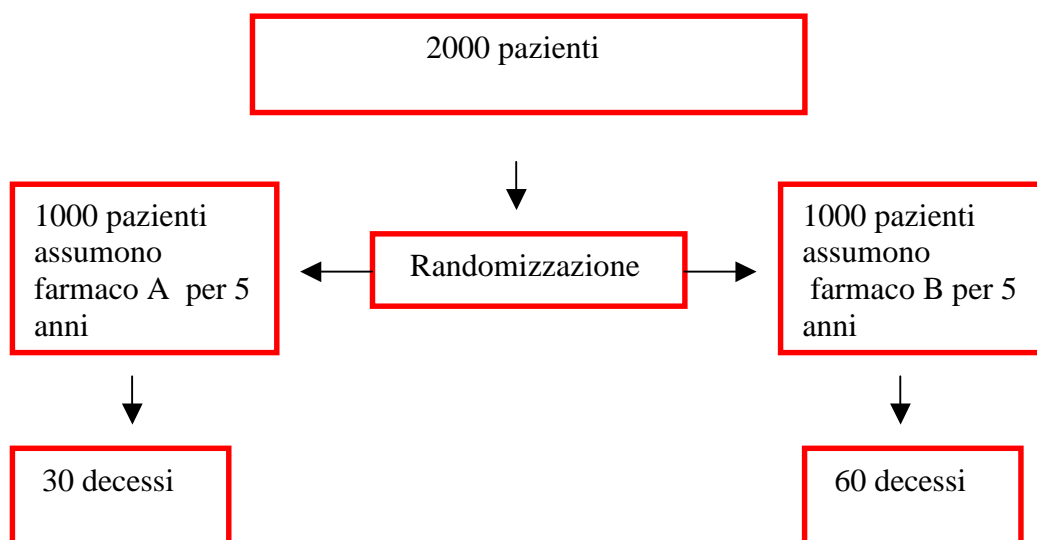 2000 pazienti
1000 pazienti
assumono
farmaco A per 5
anni
Randomizzazione
1000 pazienti
assumono
farmaco B per 5
anni
30 decessi
60 decessi